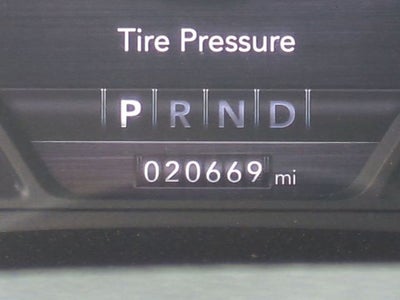 Tire Pressure
P R N D
020669 mi